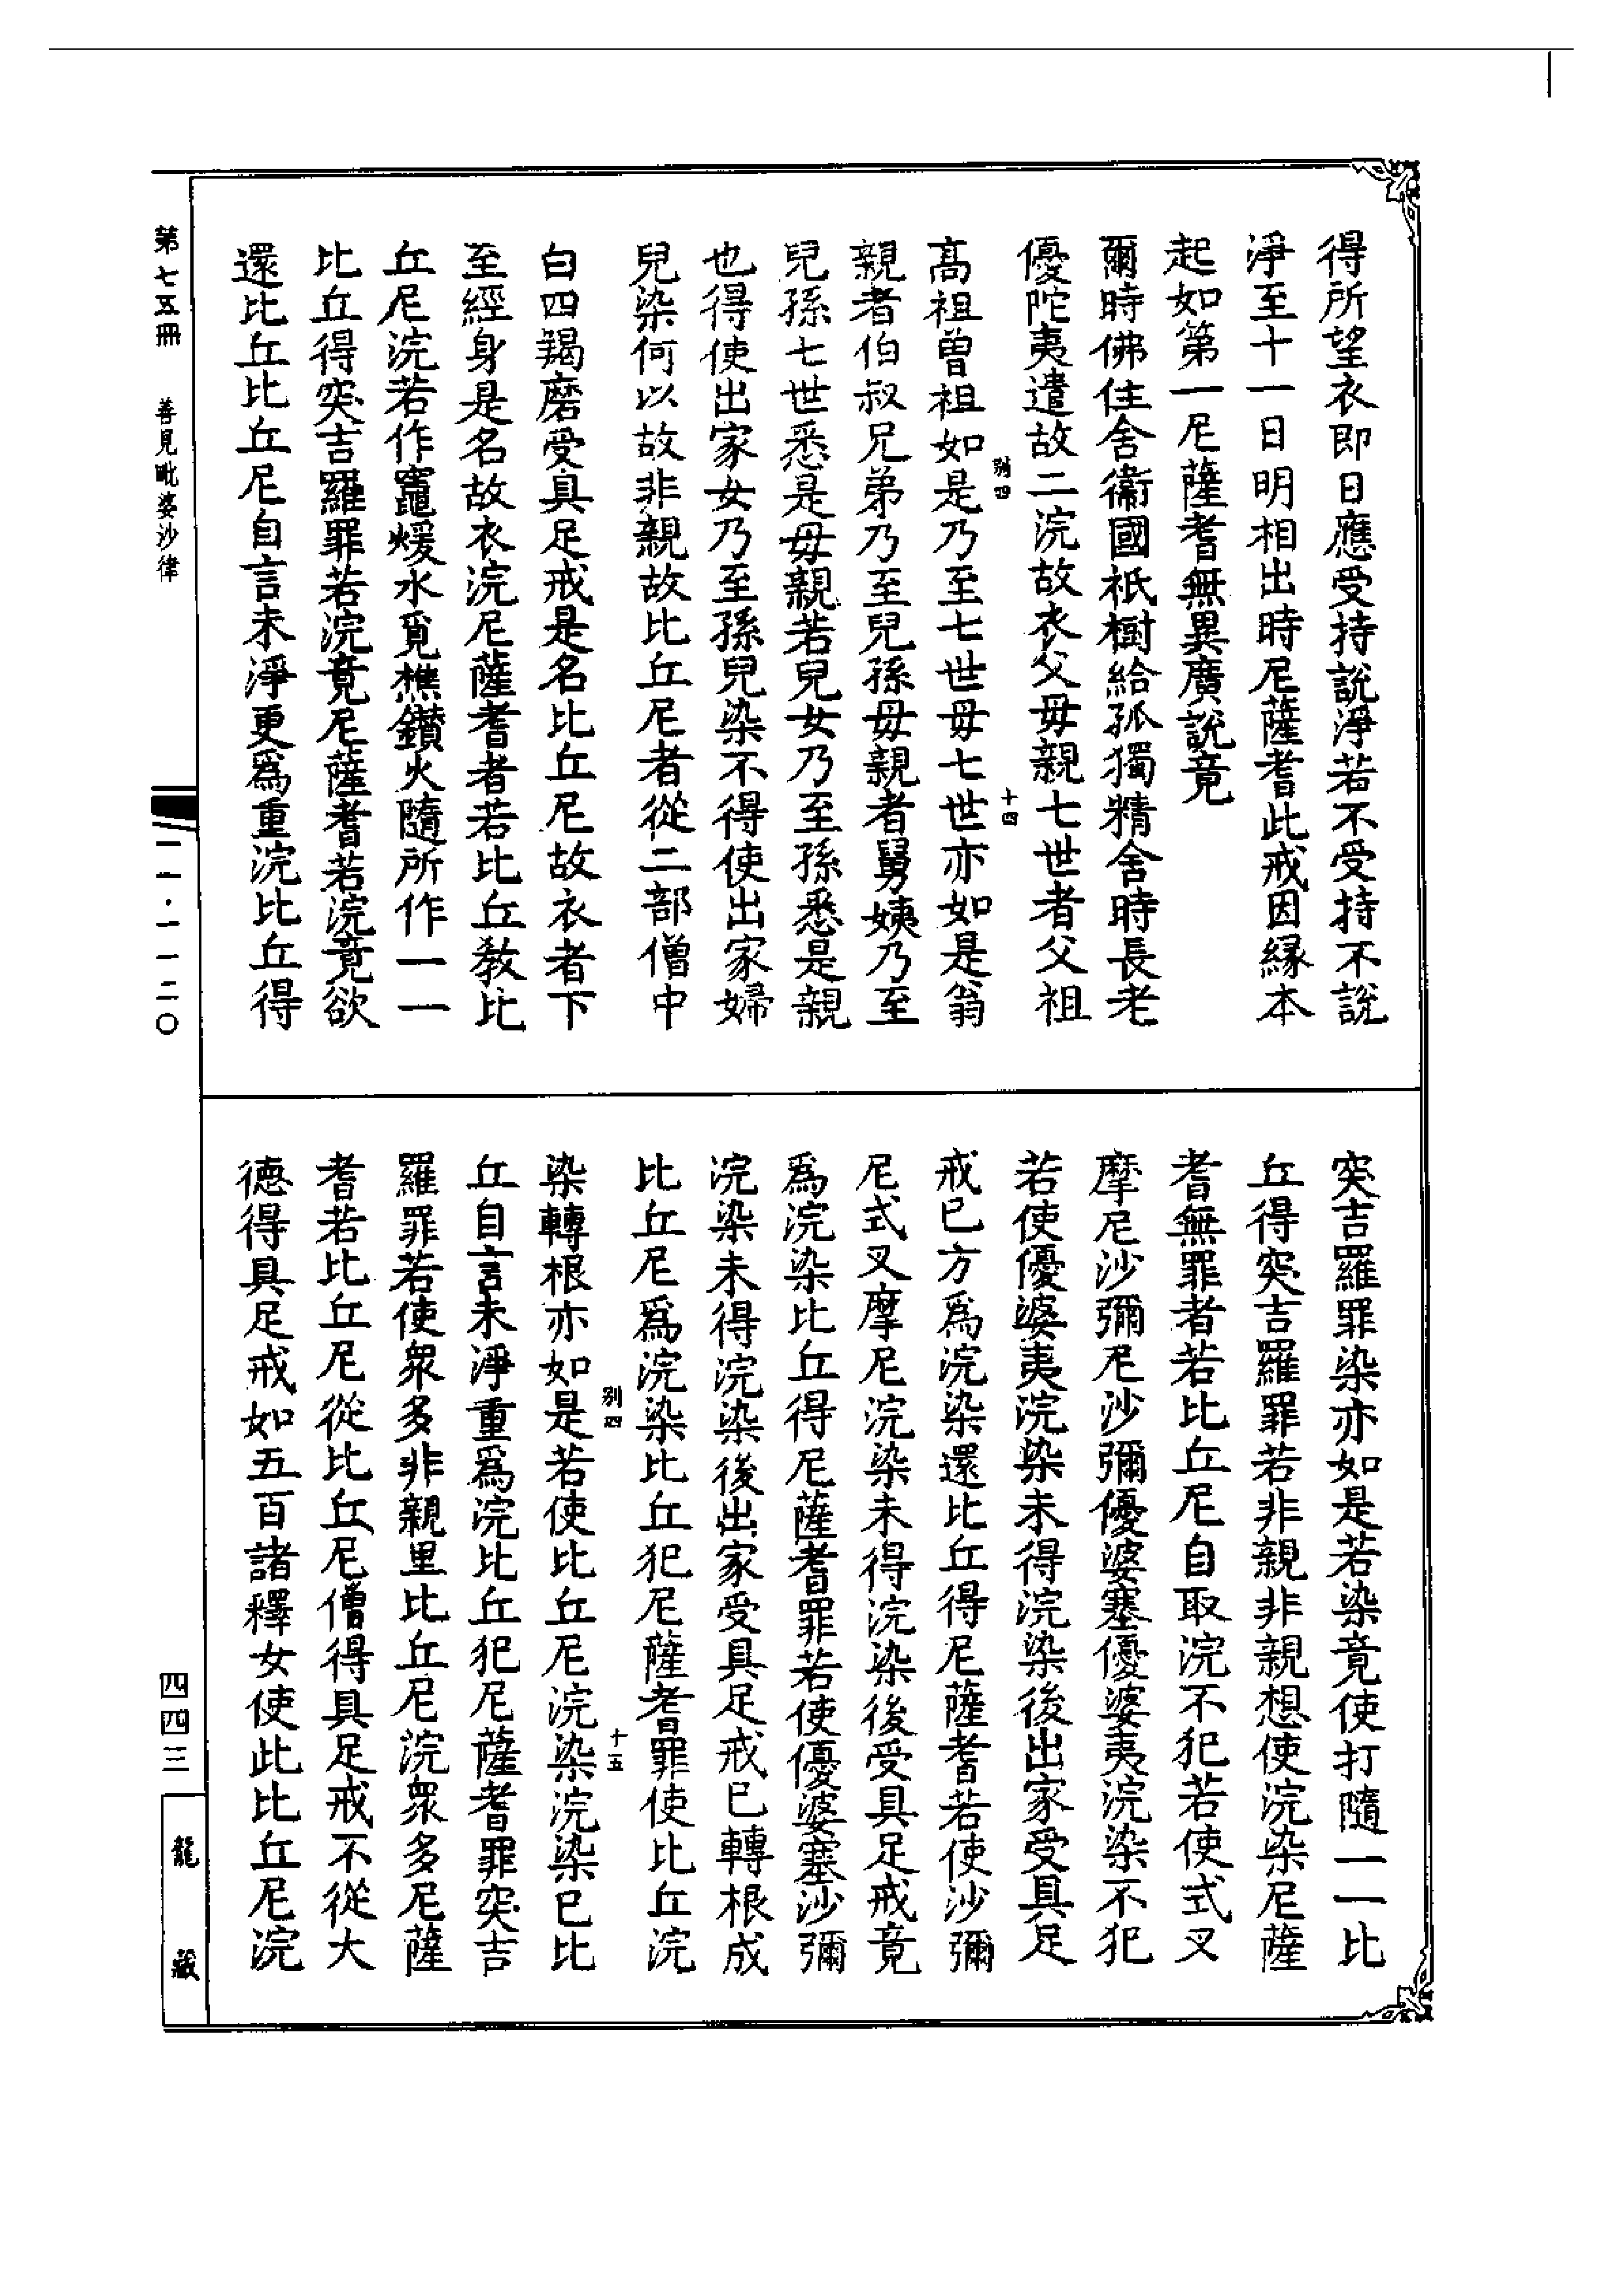 得所望衣即日應受持說淨若不受持不說
淨至十一日明相出時尼薩耆此戒因緣本
起如第一尼薩耆無異廣說竟
爾時佛住舍衞國祇樹給孤獨精舍時長老
優陀夷遣故二浣故衣父毋親七世者父祖
別四
十四
髙祖曾祖如是乃至七世毋七世亦如是翁
親者伯叔兄弟乃至兒孫毋親者舅姨乃至
兒孫七世悉是毋親若兒女乃至孫悉是親
也得使出家女乃至孫兒染不得使出家婦
兒染何以故非親故比丘尼者從二部僧中
白四羯磨受具足戒是名比丘尼故衣者下
至經身是名故衣浣尼薩耆者若比丘教比
丘尼浣若作竈煖水覓樵鑽火隨所作一一
比丘得突吉羅罪若浣竟尼薩耆若浣竟欲
還比丘比丘尼自言未淨更爲重浣比丘得
突吉羅罪染亦如是若染竟使打隨一一比
丘得突吉羅罪若非親非親想使浣染尼薩
耆無罪者若比丘尼自取浣不犯若使式叉
摩尼沙彌尼沙彌優婆塞優婆夷浣染不犯
若使優婆夷浣染未得浣染後出家受具足
戒已方爲浣染還比丘得尼薩耆若使沙彌
尼式叉摩尼浣染未得浣染後受具足戒竟
爲浣染比丘得尼薩耆罪若使優婆塞沙彌
浣染未得浣染後出家受具足戒已轉根成
比丘尼爲浣染比丘犯尼薩耆罪使比丘浣
別四
十五
染轉根亦如是若使比丘尼浣染浣染已比
丘自言未淨重爲浣比丘犯尼薩耆罪突吉
羅罪若使衆多非親里比丘尼浣衆多尼薩
耆若比丘尼從比丘尼僧得具足戒不從大
德得具足戒如五百諸釋女使此比丘尼浣
第七五冊　善見毗婆沙律
一一·一一二〇
四四三
龍藏